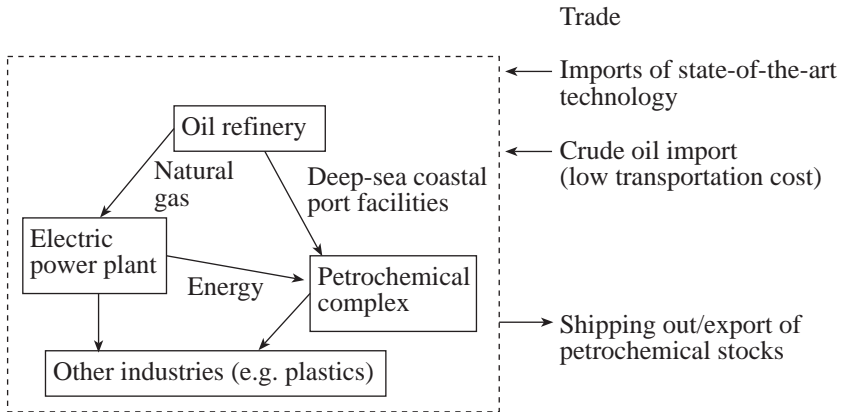 Trade
Imports of state-of-the-art
technology
Oil refinery
Crude oil import
(low transportation cost)
Natural
gas
Deep-sea coastal
port facilities
Electric
power plant
Energy
Petrochemical
complex
Shipping out/export of
petrochemical stocks
Other industries (e.g. plastics)